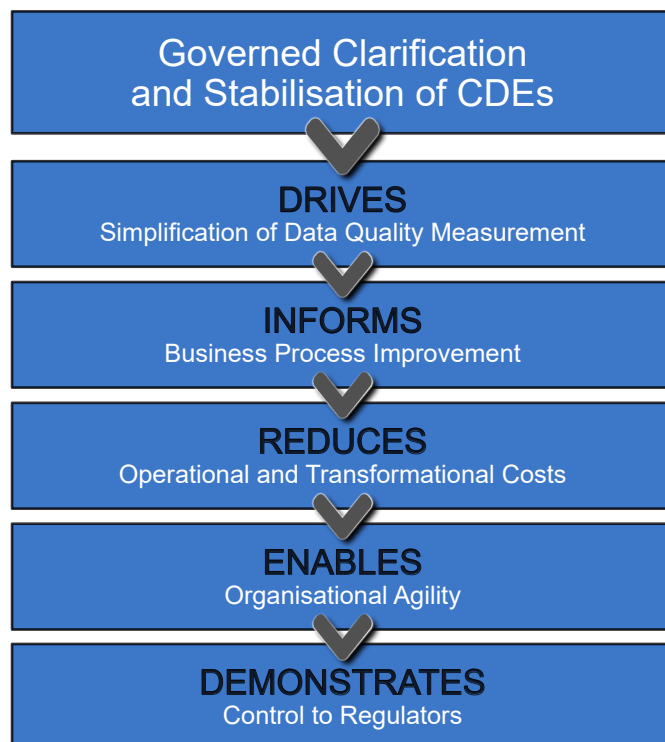 Governed Clarification
and Stabilisation of CDEs
DRIVES
Simplification of Data Quality Measurement
INFORMS
Business Process Improvement
REDUCES
Operational and Transformational Costs
ENABLES
Organisational Agility
DEMONSTRATES
Control to Regulators